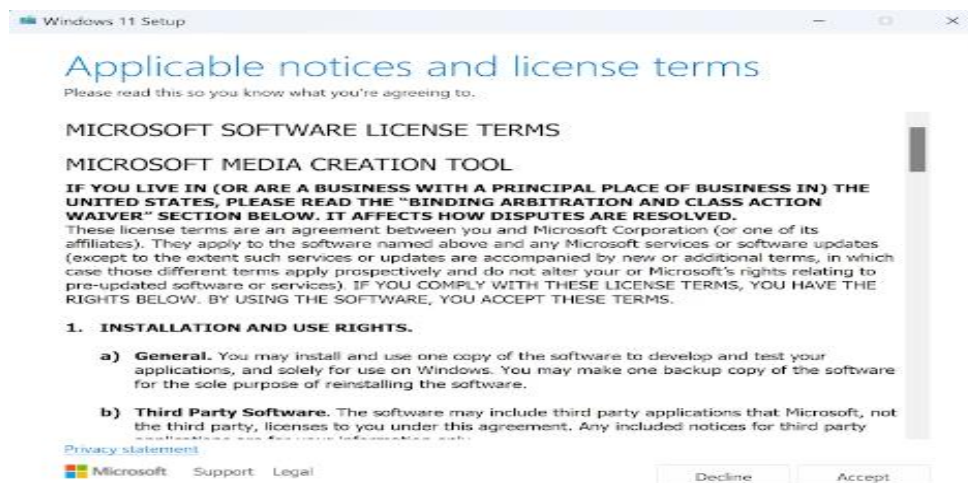 Windows 11 Setup
Applicable notices and license terms
Please read this so you know what you're agreeing to.
MICROSOFT SOFTWARE LICENSE TERMS
MICROSOFT MEDIA CREATION TOOL
IF YOU LIVE IN (OR ARE A BUSINESS WITH A PRINCIPAL PLACE OF BUSINESS IN) THE
UNITED STATES, PLEASE READ THE “BINDING ARBITRATION AND CLASS ACTION
WAIVER” SECTION BELOW. IT AFFECTS HOW DISPUTES ARE RESOLVED.
These license terms are an agreement between you and Microsoft Corporation (or one of its
affiliates). They apply to the software named above and any Microsoft services or software updates
(except to the extent such services or updates are accompanied by new or additional terms, in which
case those different terms apply prospectively and do not alter your or Microsoft’s rights relating to
pre-updated software or services). IF YOU COMPLY WITH THESE LICENSE TERMS, YOU HAVE THE
RIGHTS BELOW. BY USING THE SOFTWARE, YOU ACCEPT THESE TERMS.
1. INSTALLATION AND USE RIGHTS.
a) General. You may install and use one copy of the software to develop and test your
applications, and solely for use on Windows. You may make one backup copy of the software
for the sole purpose of reinstalling the software.
b) Third Party Software. The software may include third party applications that Microsoft, not
the third party, licenses to you under this agreement. Any included notices for third party
applications are for your information only.
Privacy statement
Microsoft Support Legal
Decline Accept